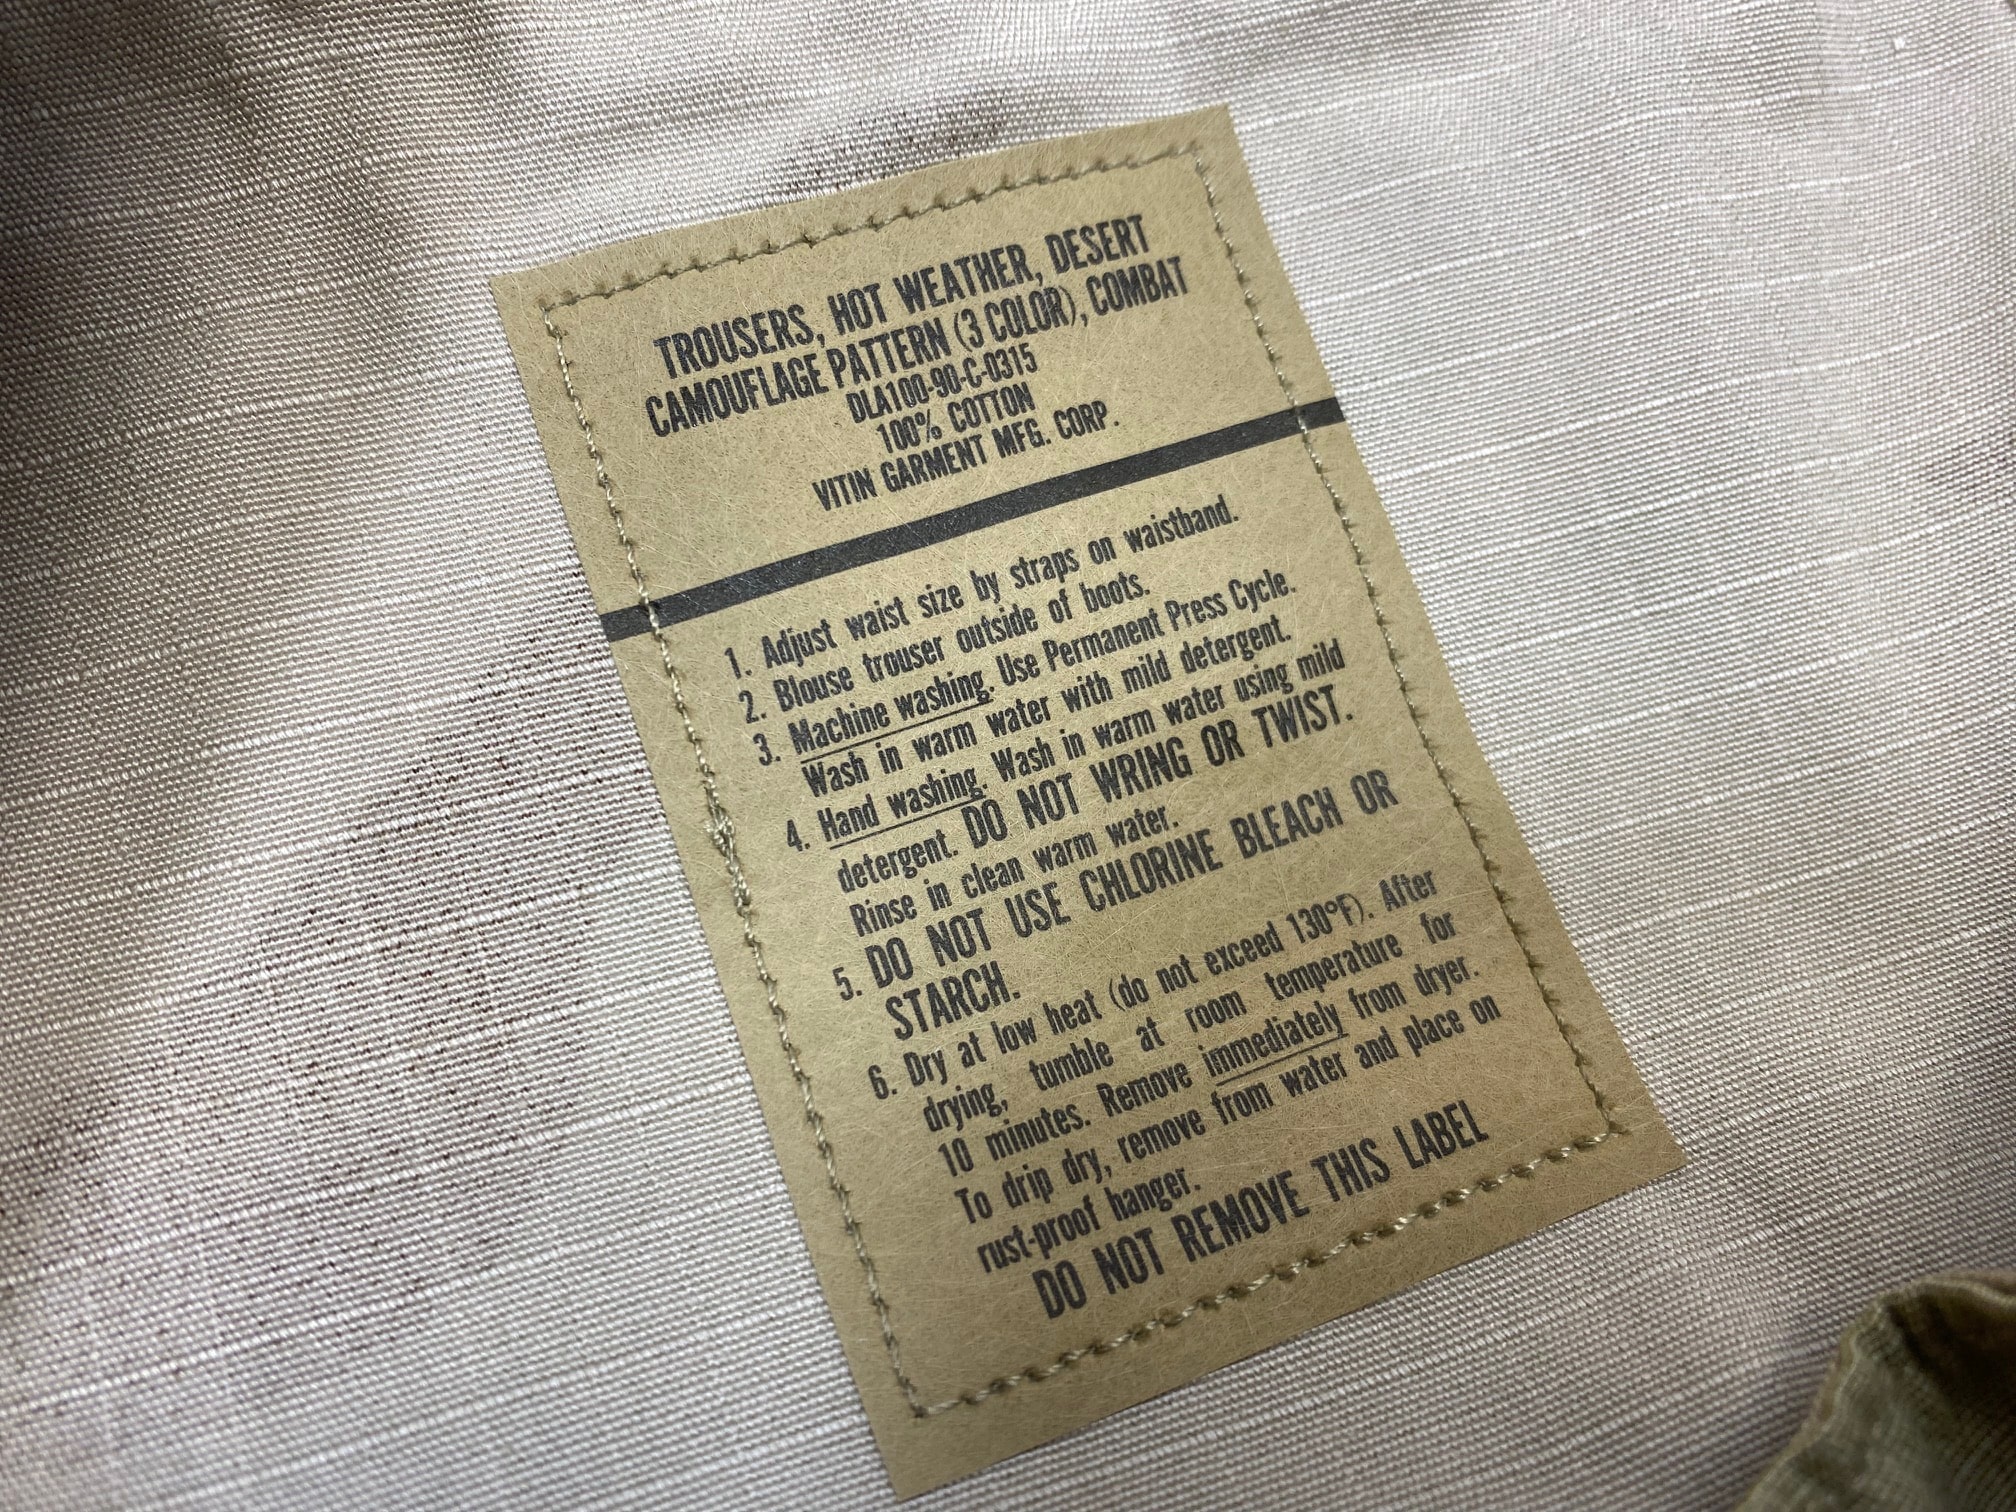 TROUSERS, HOT WEATHER, DESERT
CAMOUFLAGE PATTERN (3 COLOR), COMBAT
DLA100-90-C-0315
100% COTTON
VITIN GARMENT MFG. CORP.
1. Adjust waist size by straps on waistband.
2. Blouse trouser outside of boots.
3. Machine washing. Use Permanent Press Cycle.
Wash in warm water with mild detergent.
4. Hand washing. Wash in warm water using mild
detergent. DO NOT WRING OR TWIST.
Rinse in clean warm water.
5. DO NOT USE CHLORINE BLEACH OR
STARCH.
6. Dry at low heat (do not exceed 130°F). After
drying, tumble at room temperature for
10 minutes. Remove immediately from dryer.
To drip dry, remove from water and place on
rust-proof hanger.
DO NOT REMOVE THIS LABEL